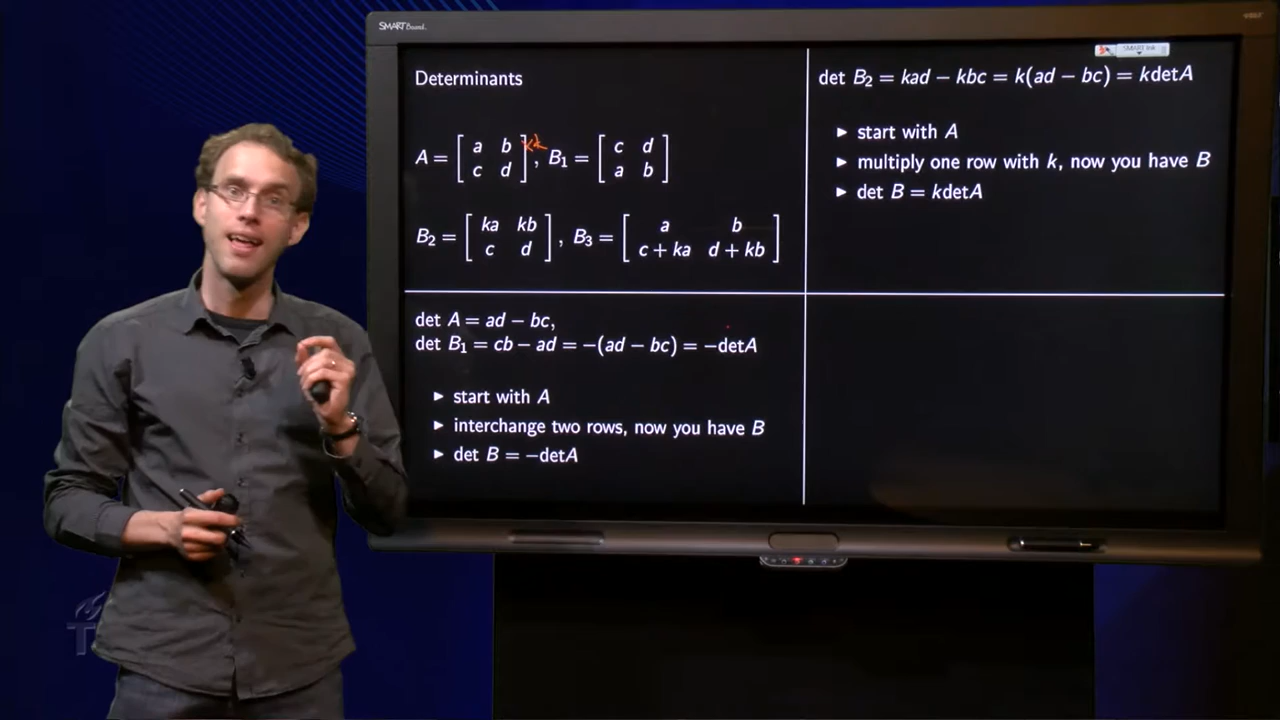 SMART Board
SMART Ink
Determinants
A = [ a b ; c d ] *k, B₁ = [ c d ; a b ]
B₂ = [ ka kb ; c d ], B₃ = [ a b ; c + ka d + kb ]
det A = ad − bc,
det B₁ = cb − ad = −(ad − bc) = −detA
▶ start with A
▶ interchange two rows, now you have B
▶ det B = −detA
det B₂ = kad − kbc = k(ad − bc) = kdetA
▶ start with A
▶ multiply one row with k, now you have B
▶ det B = kdetA